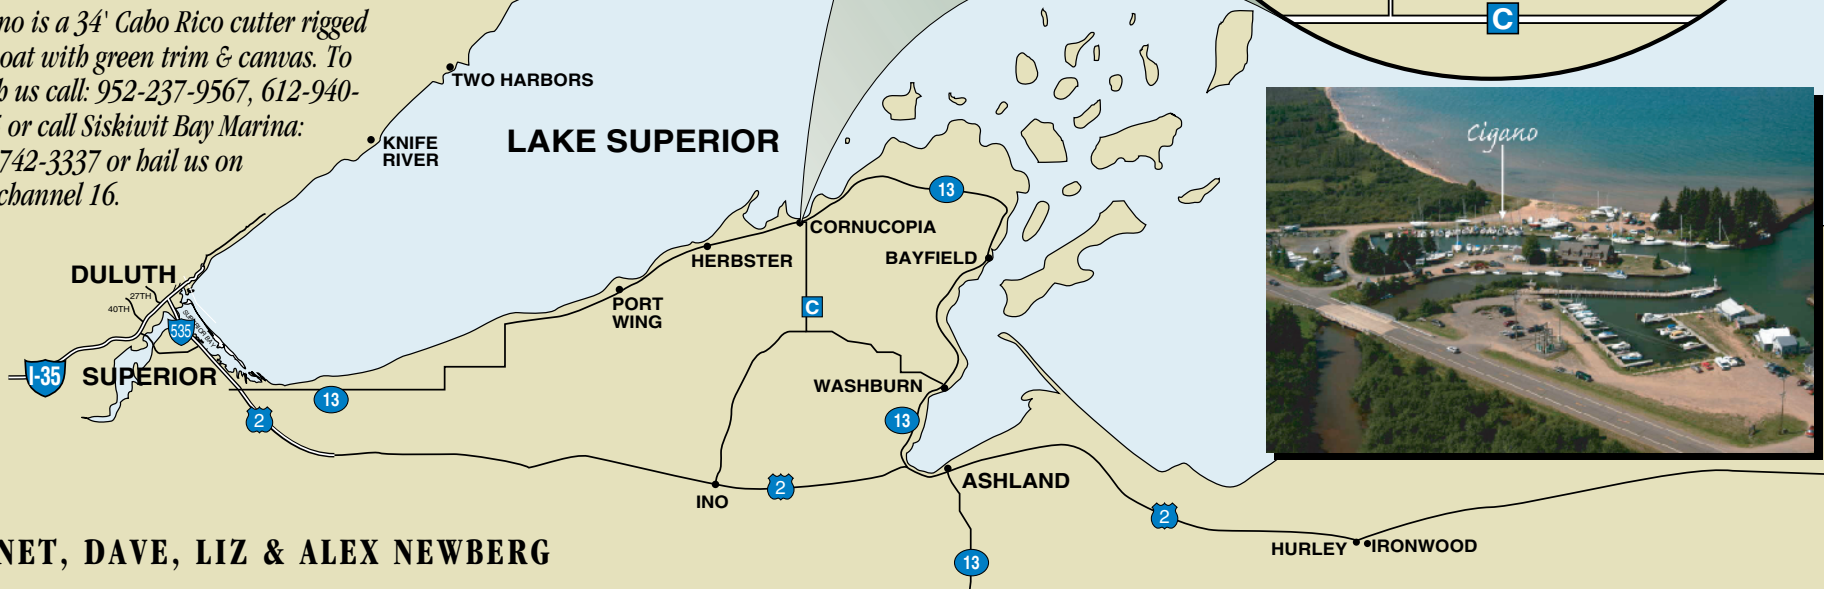 no is a 34' Cabo Rico cutter rigged
oat with green trim & canvas. To
us call: 952-237-9567, 612-940-
or call Siskiwit Bay Marina:
742-3337 or hail us on
channel 16.
TWO HARBORS
KNIFE
RIVER
LAKE SUPERIOR
C
Cigano
13
CORNUCOPIA
HERBSTER
BAYFIELD
DULUTH
27TH
40TH
535
SUPERIOR BAY
PORT
WING
C
I-35
SUPERIOR
13
2
WASHBURN
13
INO
2
ASHLAND
2
HURLEY
IRONWOOD
13
NET, DAVE, LIZ & ALEX NEWBERG